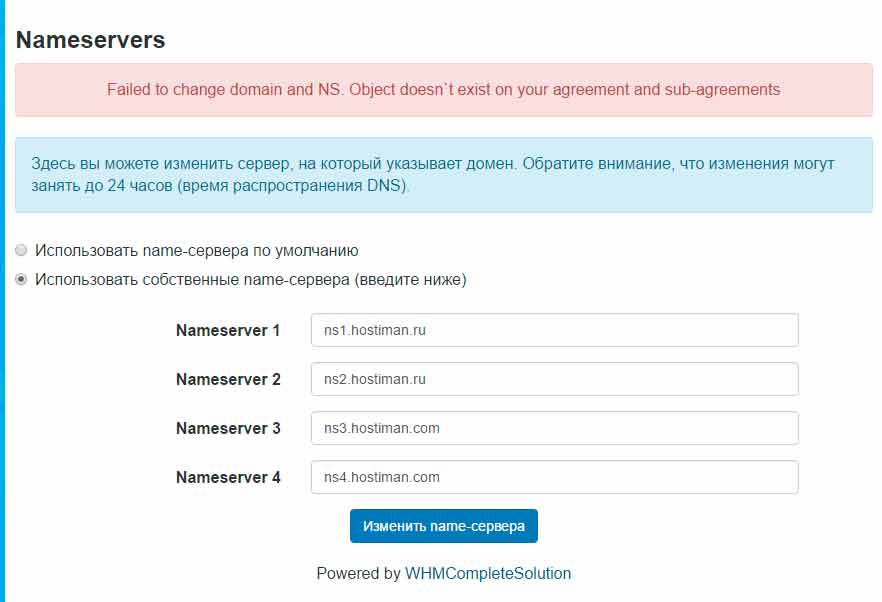 Nameservers
Failed to change domain and NS. Object doesn`t exist on your agreement and sub-agreements
Здесь вы можете изменить сервер, на который указывает домен. Обратите внимание, что изменения могут
занять до 24 часов (время распространения DNS).
Использовать name-сервера по умолчанию
Использовать собственные name-сервера (введите ниже)
Nameserver 1 ns1.hostiman.ru
Nameserver 2 ns2.hostiman.ru
Nameserver 3 ns3.hostiman.com
Nameserver 4 ns4.hostiman.com
Изменить name-сервера
Powered by WHMCompleteSolution